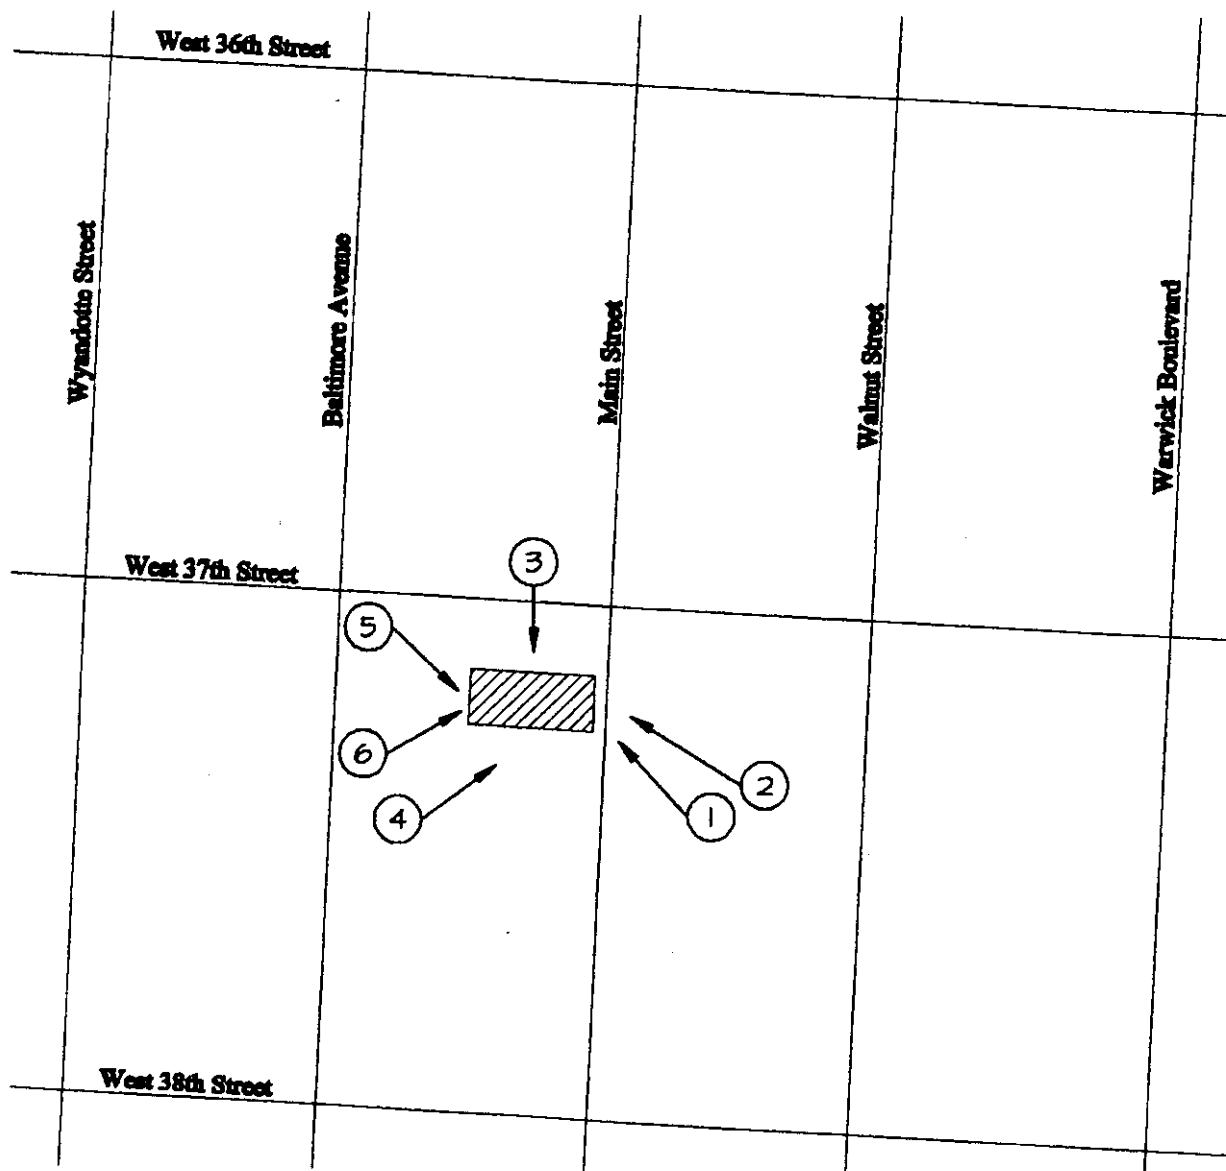 West 36th Street
Wyandotte Street
Baltimore Avenue
Main Street
Walnut Street
Warwick Boulevard
West 37th Street
3
5
6
4
2
1
West 38th Street